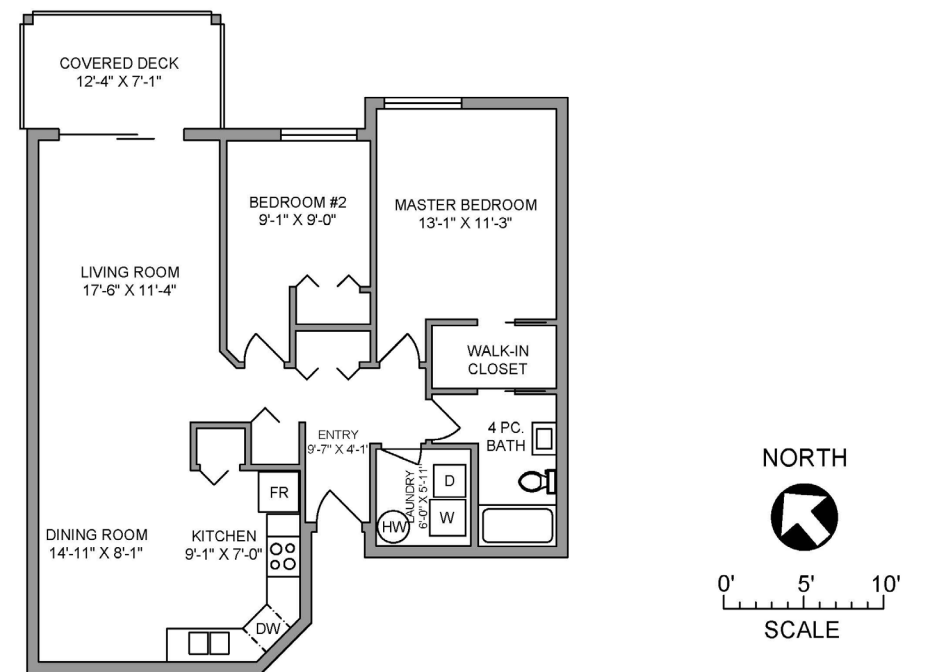 COVERED DECK
12'-4" X 7'-1"
BEDROOM #2
9'-1" X 9'-0"
MASTER BEDROOM
13'-1" X 11'-3"
LIVING ROOM
17'-6" X 11'-4"
WALK-IN
CLOSET
4 PC.
BATH
ENTRY
9'-7" X 4'-1"
LAUNDRY
6'-0" X 5'-11"
D
W
HW
FR
DINING ROOM
14'-11" X 8'-1"
KITCHEN
9'-1" X 7'-0"
DW
NORTH
0' 5' 10'
SCALE